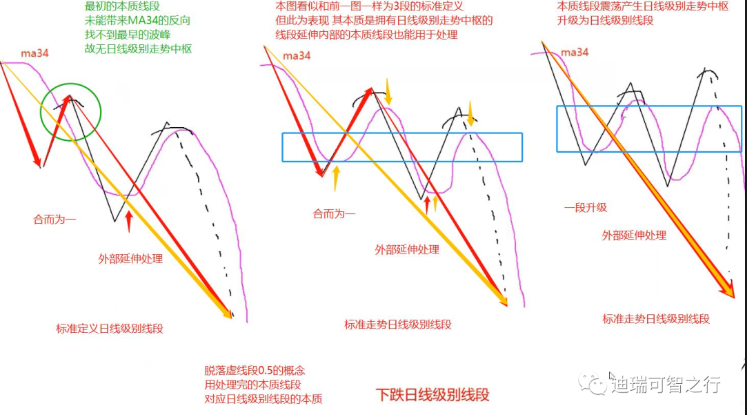 最初的本质线段
未能带来MA34的反向
找不到最早的波峰
故无日线级别走势中枢
ma34
合而为一
外部延伸处理
标准定义日线级别线段
本图看似和前一图一样为3段的标准定义
但此为表现 其本质是拥有日线级别走势中枢的
线段延伸内部的本质线段也能用于处理
ma34
合而为一
外部延伸处理
标准走势日线级别线段
本质线段震荡产生日线级别走势中枢
升级为日线级别线段
ma34
一段升级
外部延伸处理
标准走势日线级别线段
脱落虚线段0.5的概念
用处理完的本质线段
对应日线级别线段的本质
下跌日线级别线段
迪瑞可智之行